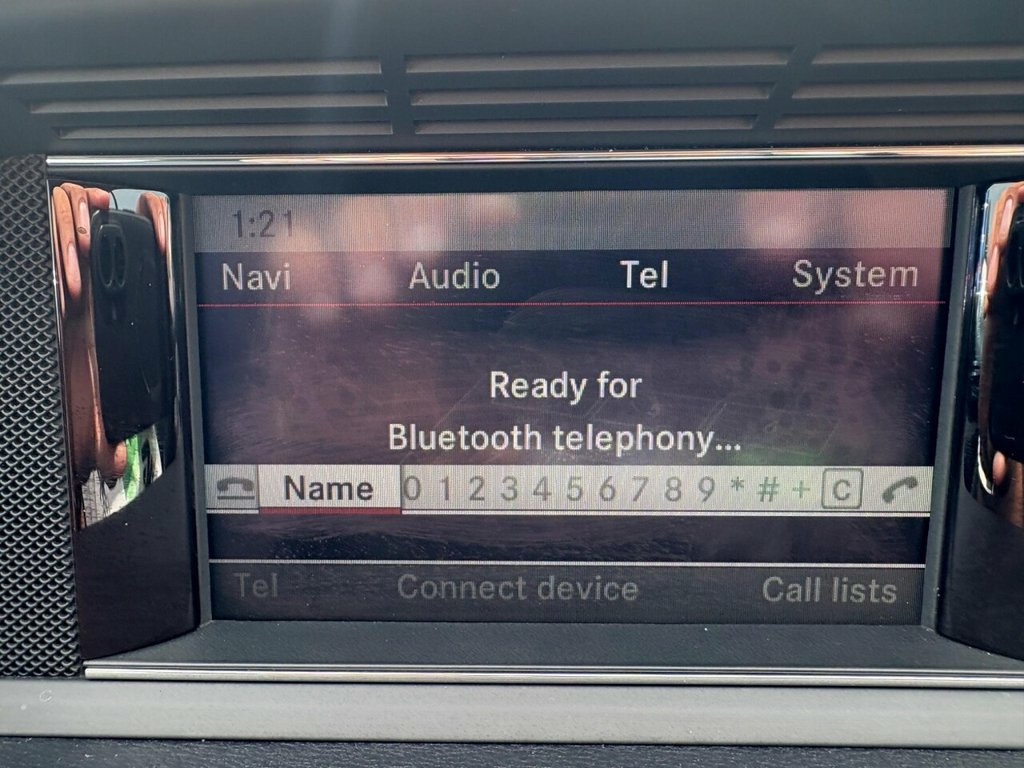 1:21
Navi Audio Tel System
Ready for
Bluetooth telephony...
Name 0 1 2 3 4 5 6 7 8 9 * # + C
Tel Connect device Call lists